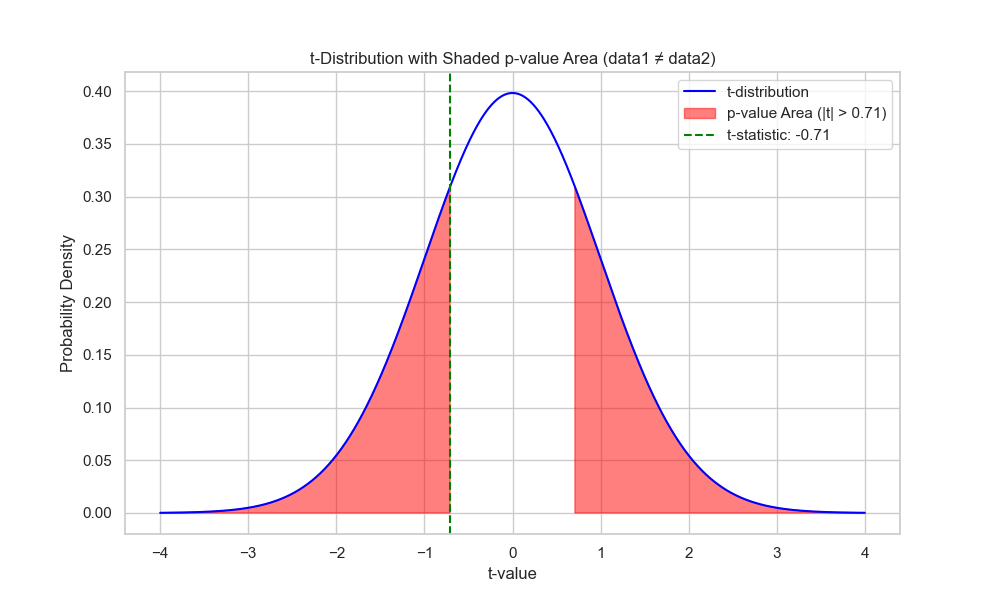 t-Distribution with Shaded p-value Area (data1 ≠ data2)
t-distribution
p-value Area (|t| > 0.71)
t-statistic: -0.71
Probability Density
0.40
0.35
0.30
0.25
0.20
0.15
0.10
0.05
0.00
−4 −3 −2 −1 0 1 2 3 4
t-value